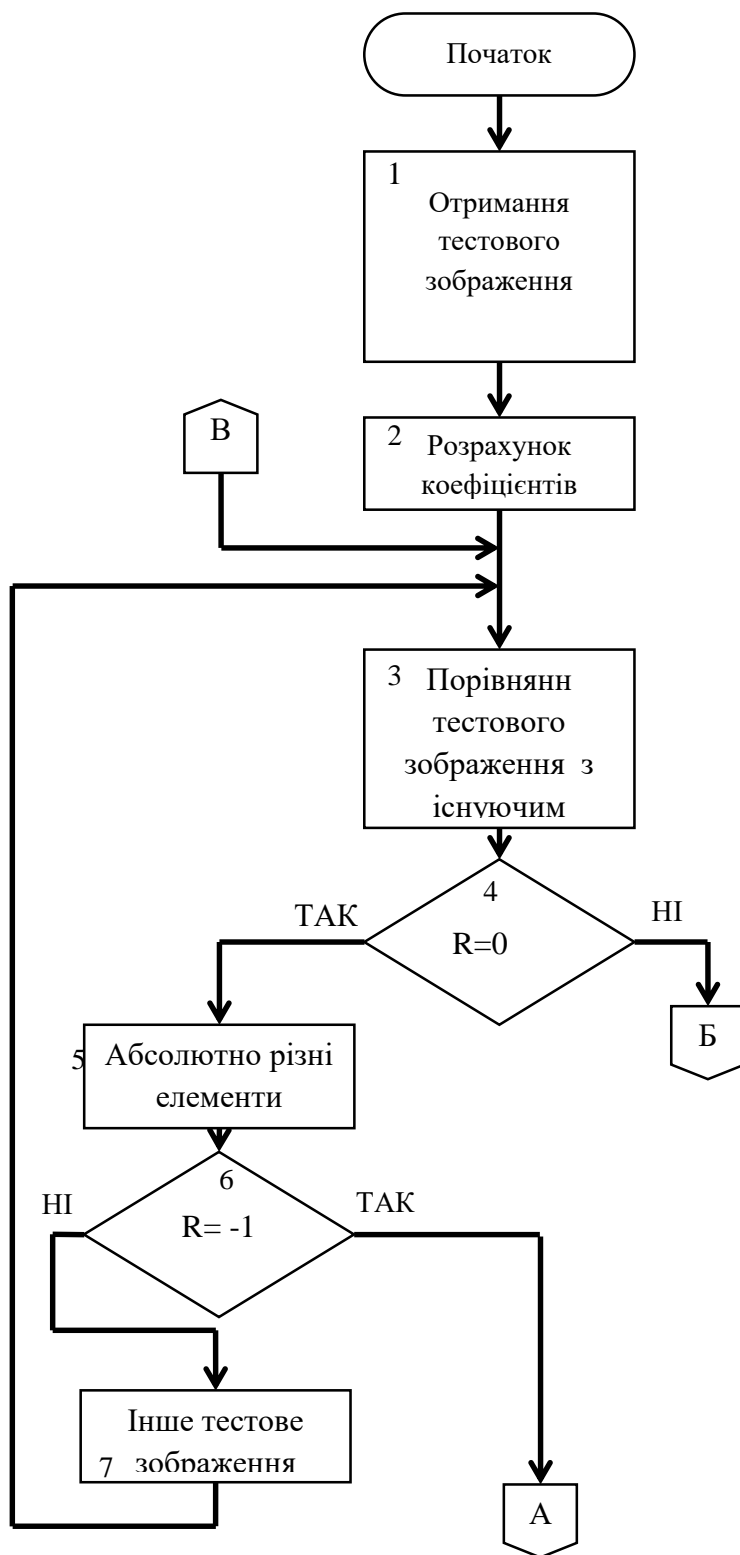 Початок
1
Отримання
тестового
зображення
В
2
Розрахунок
коефіцієнтів
3
Порівнянн
тестового
зображення з
існуючим
4
ТАК
НІ
R=0
Б
5
Абсолютно різні
елементи
6
НІ
ТАК
R= -1
Інше тестове
зображення
7
А